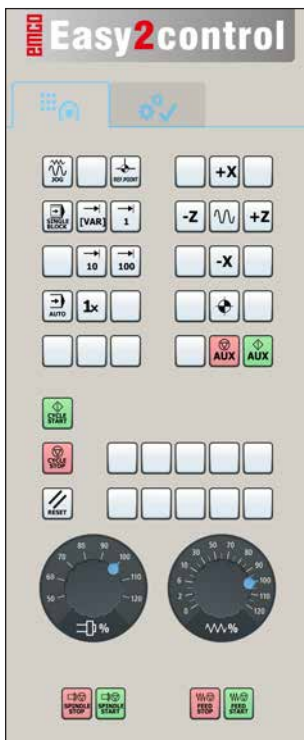 emco Easy2control
JOG REF.POINT +X
SINGLE BLOCK [VAR] 1 -Z +Z
10 100 -X
AUTO 1x
AUX AUX
CYCLE START
CYCLE STOP
RESET
50 60 70 80 90 100 110 120 %
0 2 6 10 30 50 70 80 90 100 110 120 %
SPINDLE STOP SPINDLE START FEED STOP FEED START